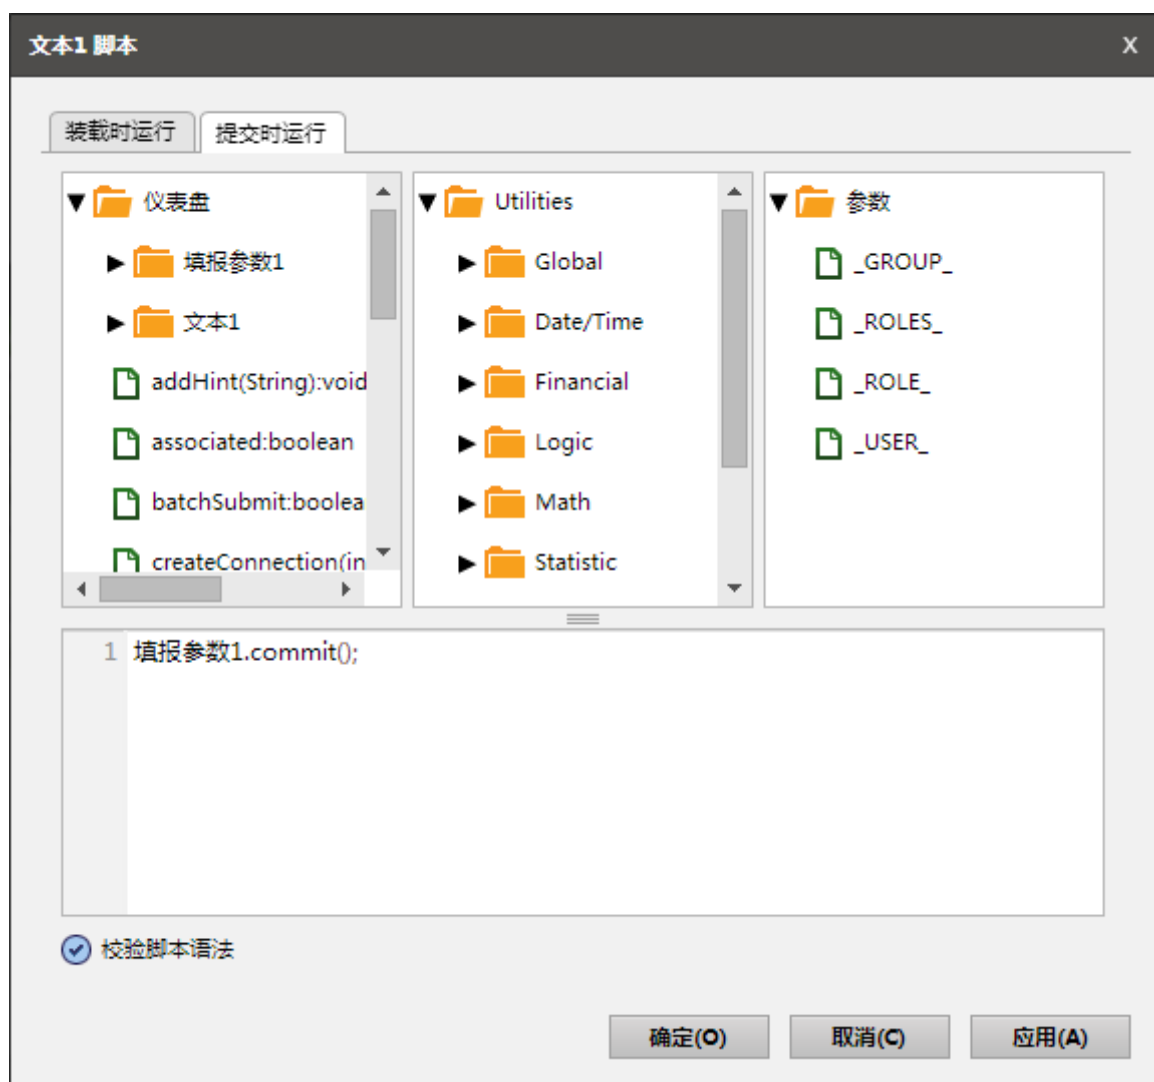 文本1 脚本
X
装载时运行
提交时运行
仪表盘
填报参数1
文本1
addHint(String):void
associated:boolean
batchSubmit:boolea
createConnection(in
Utilities
Global
Date/Time
Financial
Logic
Math
Statistic
参数
_GROUP_
_ROLES_
_ROLE_
_USER_
1 填报参数1.commit();
校验脚本语法
确定(O)
取消(C)
应用(A)